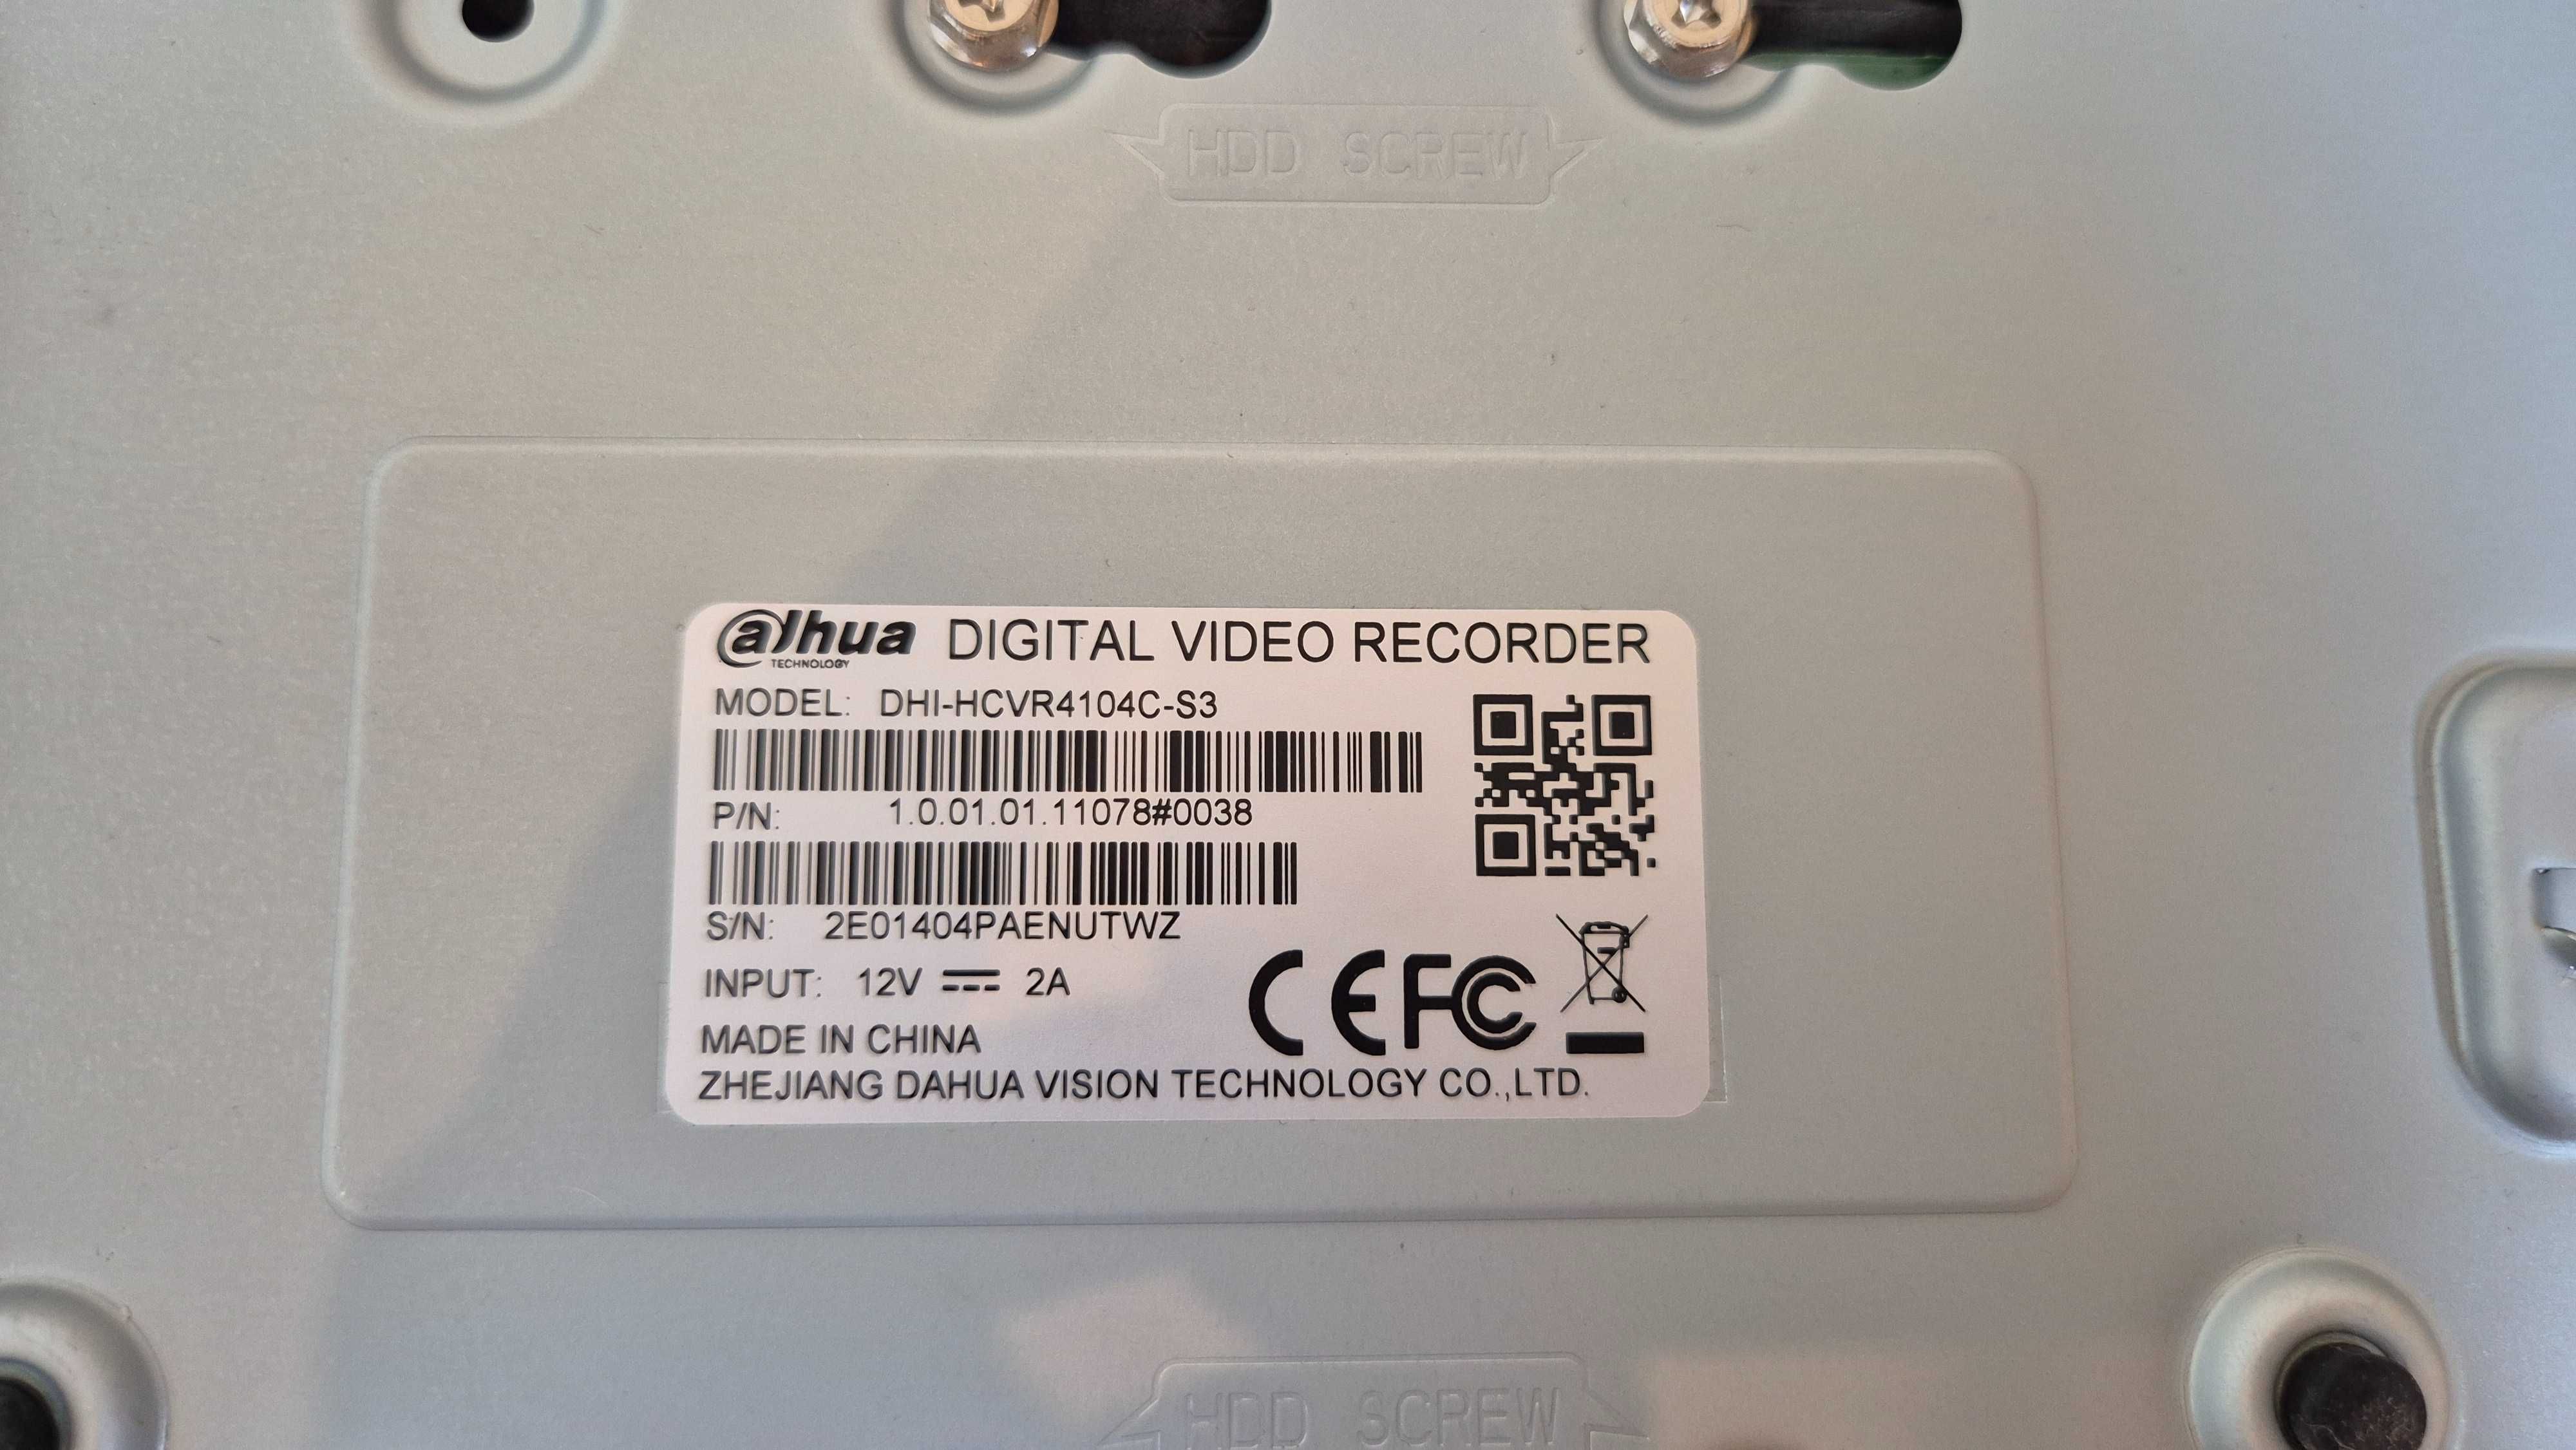 HDD SCREW
alhua TECHNOLOGY DIGITAL VIDEO RECORDER
MODEL: DHI-HCVR4104C-S3
P/N: 1.0.01.01.11078#0038
S/N: 2E01404PAENUTWZ
INPUT: 12V ⎓ 2A
CE FC
MADE IN CHINA
ZHEJIANG DAHUA VISION TECHNOLOGY CO.,LTD.
HDD SCREW